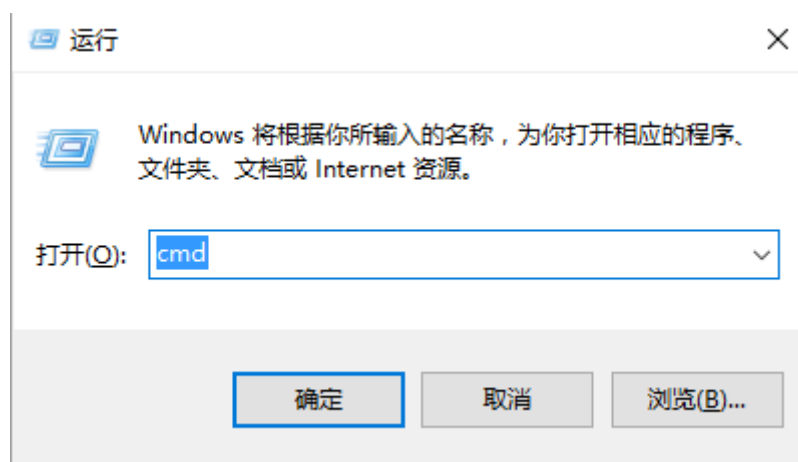 运行
Windows 将根据你所输入的名称，为你打开相应的程序、
文件夹、文档或 Internet 资源。
打开(O): cmd
确定 取消 浏览(B)...